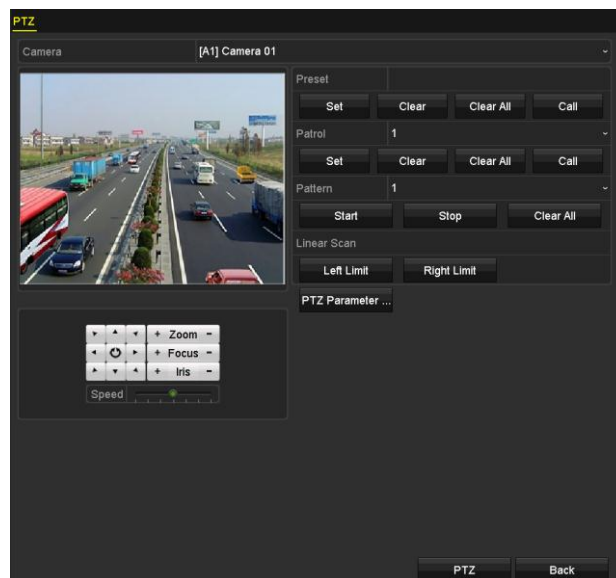 PTZ
Camera [A1] Camera 01
Preset
Set Clear Clear All Call
Patrol 1
Set Clear Clear All Call
Pattern 1
Start Stop Clear All
Linear Scan
Left Limit Right Limit
PTZ Parameter ...
+ Zoom -
+ Focus -
+ Iris -
Speed
PTZ Back